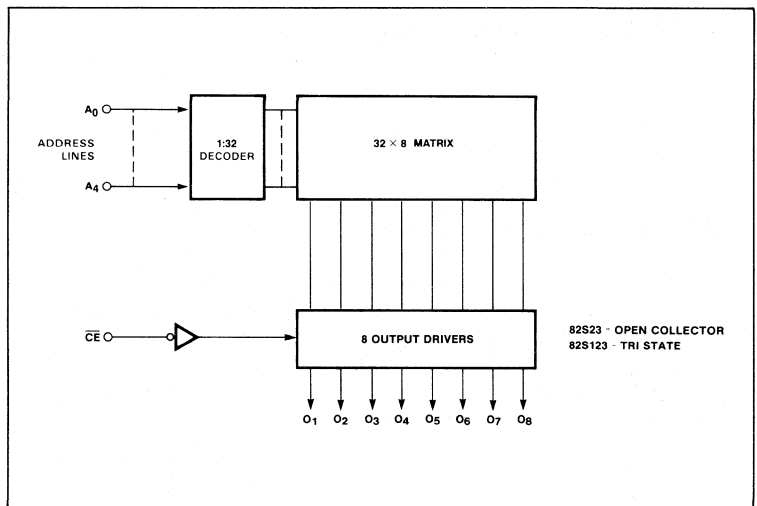 A0
ADDRESS
LINES
A4
1:32
DECODER
32 × 8 MATRIX
C̅E̅
8 OUTPUT DRIVERS
82S23 - OPEN COLLECTOR
82S123 - TRI STATE
O1 O2 O3 O4 O5 O6 O7 O8